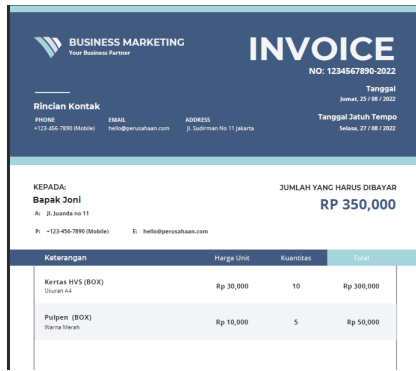 BUSINESS MARKETING
Your Business Partner
INVOICE
NO: 1234567890-2022
Tanggal
Jumat, 25 / 08 / 2022
Rincian Kontak
PHONE EMAIL ADDRESS
+123-456-7890 (Mobile) hello@perusahaan.com Jl. Sudirman No 11 Jakarta
Tanggal Jatuh Tempo
Selasa, 27 / 08 / 2022
KEPADA:
Bapak Joni
A: Jl. Juanda no 11
P: +123-456-7890 (Mobile) E: hello@perusahaan.com
JUMLAH YANG HARUS DIBAYAR
RP 350,000
Keterangan Harga Unit Kuantitas Total
Kertas HVS (BOX) Rp 30,000 10 Rp 300,000
Ukuran A4
Pulpen (BOX) Rp 10,000 5 Rp 50,000
Warna Merah